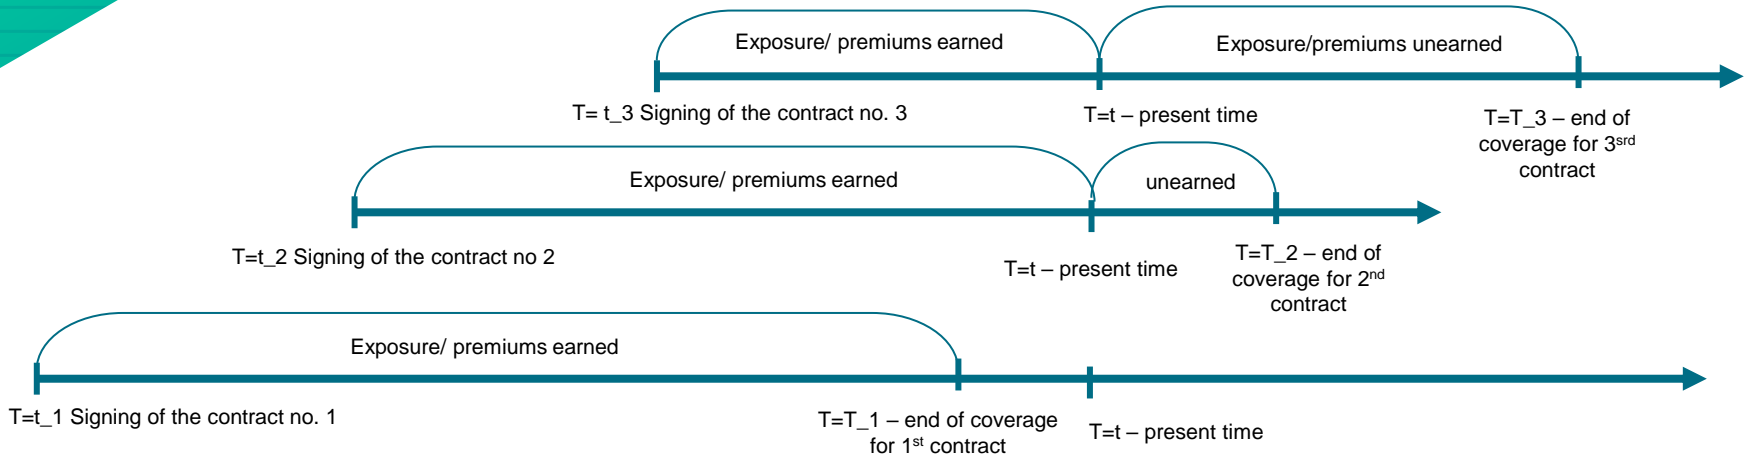 Exposure/ premiums earned
Exposure/premiums unearned
T= t_3 Signing of the contract no. 3
T=t – present time
T=T_3 – end of
coverage for 3srd
contract
Exposure/ premiums earned
unearned
T=t_2 Signing of the contract no 2
T=t – present time
T=T_2 – end of
coverage for 2nd
contract
Exposure/ premiums earned
T=t_1 Signing of the contract no. 1
T=T_1 – end of coverage
for 1st contract
T=t – present time